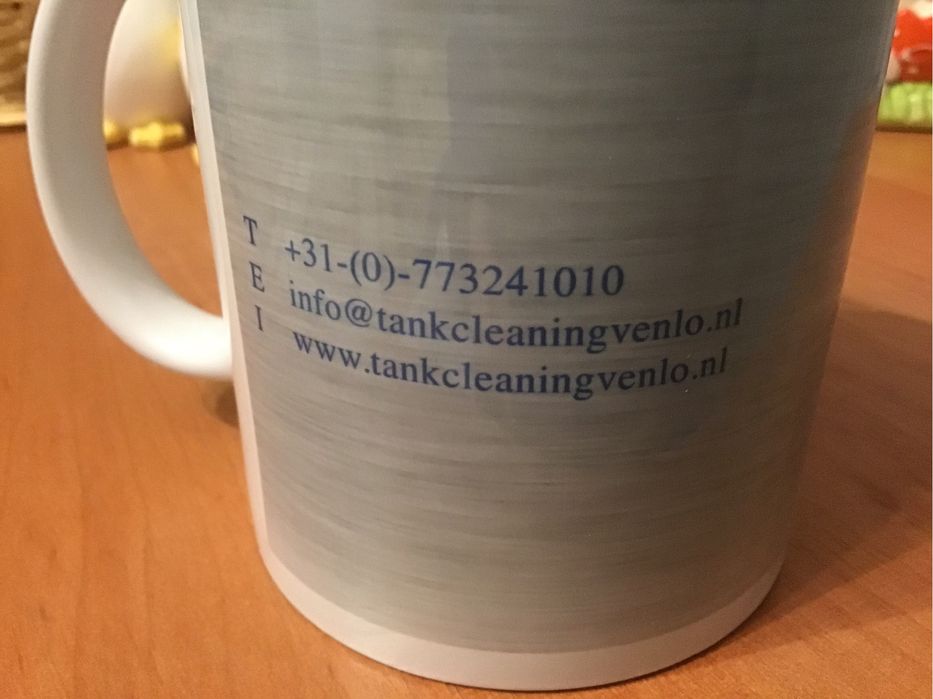 T +31-(0)-773241010
E info@tankcleaningvenlo.nl
I www.tankcleaningvenlo.nl